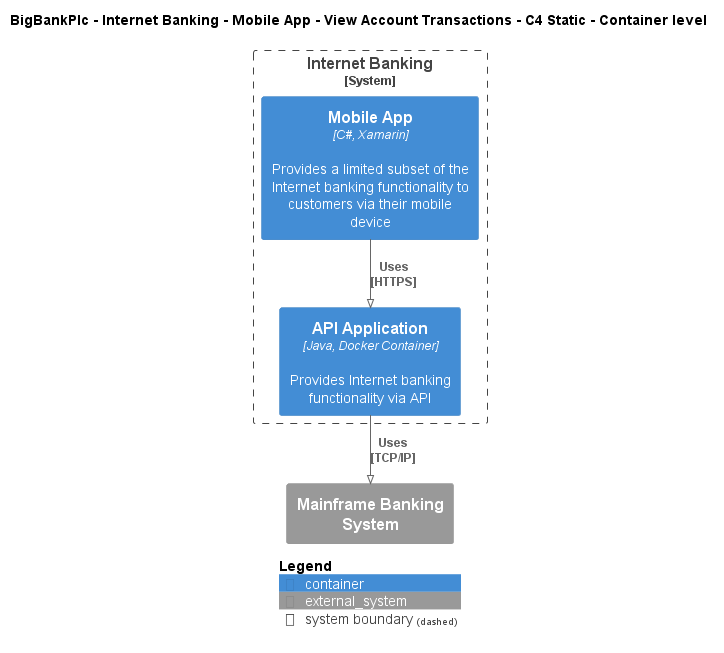 BigBankPlc - Internet Banking - Mobile App - View Account Transactions - C4 Static - Container level
Internet Banking
[System]
Mobile App
[C#, Xamarin]
Provides a limited subset of the
Internet banking functionality to
customers via their mobile
device
Uses
[HTTPS]
API Application
[Java, Docker Container]
Provides Internet banking
functionality via API
Uses
[TCP/IP]
Mainframe Banking
System
Legend
container
external_system
system boundary (dashed)